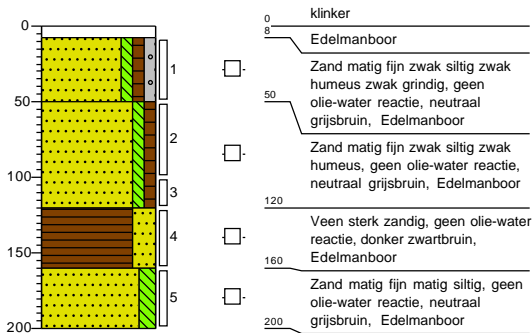 0
50
100
150
200
1
2
3
4
5
0
klinker
8
Edelmanboor
Zand matig fijn zwak siltig zwak
humeus zwak grindig, geen
olie-water reactie, neutraal
grijsbruin, Edelmanboor
50
Zand matig fijn zwak siltig zwak
humeus, geen olie-water reactie,
neutraal grijsbruin, Edelmanboor
120
Veen sterk zandig, geen olie-water
reactie, donker zwartbruin,
Edelmanboor
160
Zand matig fijn matig siltig, geen
olie-water reactie, neutraal
grijsbruin, Edelmanboor
200